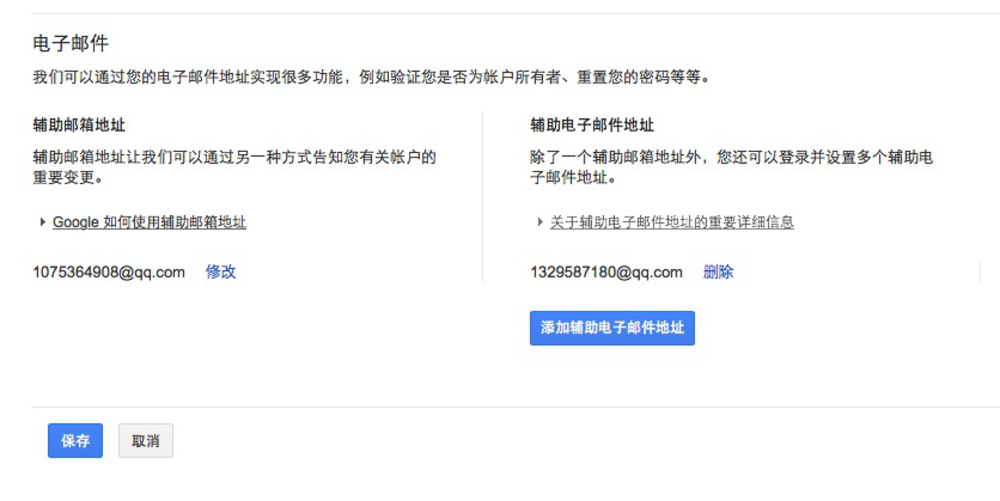 电子邮件
我们可以通过您的电子邮件地址实现很多功能，例如验证您是否为帐户所有者、重置您的密码等等。
辅助邮箱地址
辅助邮箱地址让我们可以通过另一种方式告知您有关帐户的
重要变更。
Google 如何使用辅助邮箱地址
1075364908@qq.com 修改
辅助电子邮件地址
除了一个辅助邮箱地址外，您还可以登录并设置多个辅助电
子邮件地址。
关于辅助电子邮件地址的重要详细信息
1329587180@qq.com 删除
添加辅助电子邮件地址
保存 取消